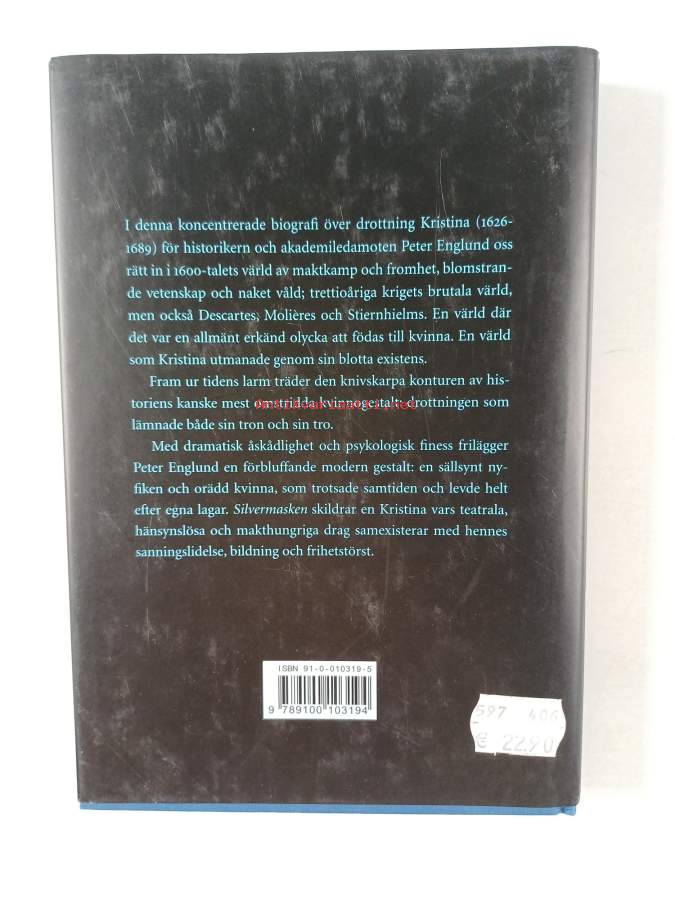 I denna koncentrerade biografi över drottning Kristina (1626-
1689) för historikern och akademiledamoten Peter Englund oss
rätt in i 1600-talets värld av maktkamp och fromhet, blomstran-
de vetenskap och naket våld; trettioåriga krigets brutala värld,
men också Descartes, Molières och Stiernhielms. En värld där
det var en allmänt erkänd olycka att födas till kvinna. En värld
som Kristina utmanade genom sin blotta existens.
Fram ur tidens larm träder den knivskarpa konturen av his-
toriens kanske mest omstridda kvinnogestalt: drottningen som
lämnade både sin tron och sin tro.
Med dramatisk åskådlighet och psykologisk finess frilägger
Peter Englund en förbluffande modern gestalt: en sällsynt ny-
fiken och orädd kvinna, som trotsade samtiden och levde helt
efter egna lagar. Silvermasken skildrar en Kristina vars teatrala,
hänsynslösa och makthungriga drag samexisterar med hennes
sanningslidelse, bildning och frihetstörst.
ISBN 91-0-010319-5
9 789100 103194
597 406
€ 22.90